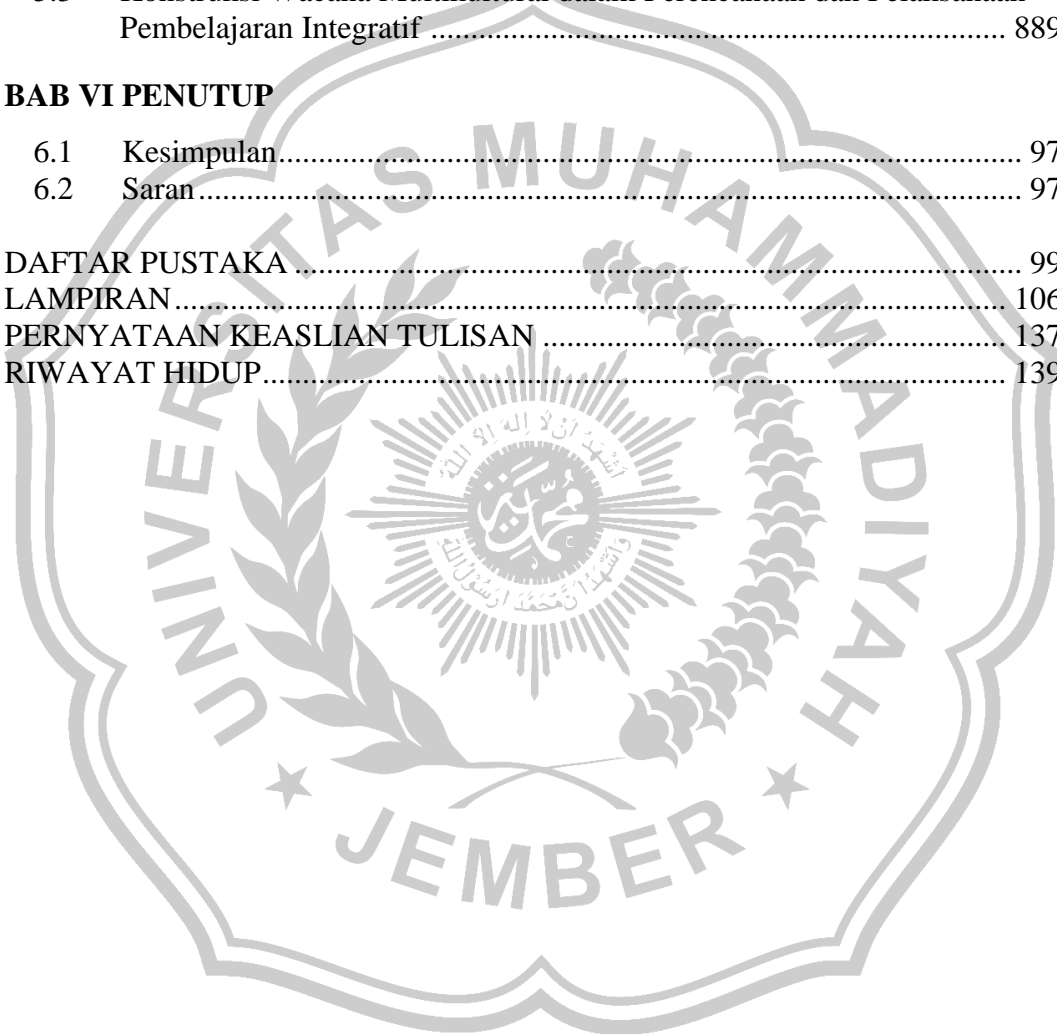 Pembelajaran Integratif ........................................................................ 889
BAB VI PENUTUP
6.1 Kesimpulan............................................................................................. 97
6.2 Saran....................................................................................................... 97
DAFTAR PUSTAKA ........................................................................................... 99
LAMPIRAN ........................................................................................................ 106
PERNYATAAN KEASLIAN TULISAN .......................................................... 137
RIWAYAT HIDUP............................................................................................. 139
UNIVERSITAS MUHAMMADIYAH
JEMBER